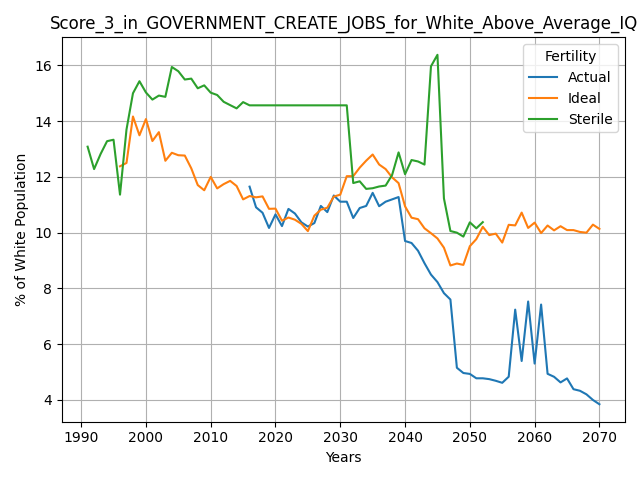 Score_3_in_GOVERNMENT_CREATE_JOBS_for_White_Above_Average_IQ
Fertility
Actual
Ideal
Sterile
% of White Population
16
14
12
10
8
6
4
1990 2000 2010 2020 2030 2040 2050 2060 2070
Years